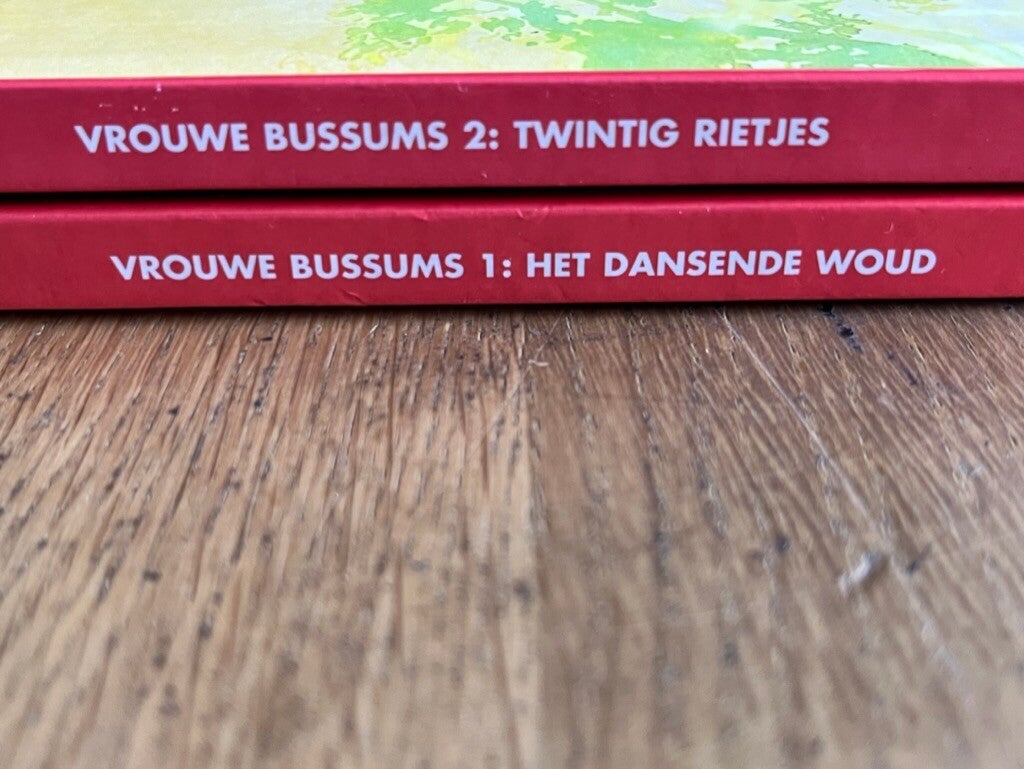 VROUWE BUSSUMS 2: TWINTIG RIETJES
VROUWE BUSSUMS 1: HET DANSENDE WOUD